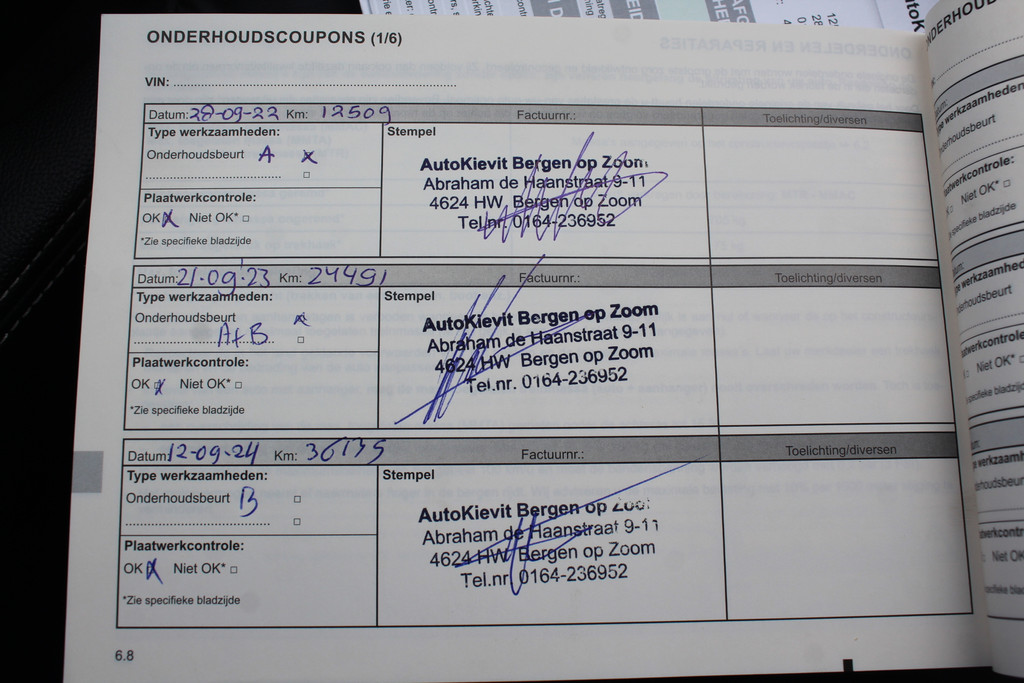 ONDERHOUDSCOUPONS (1/6)
VIN: ........................................................................
Datum: 28-09-22 Km: 12509 Factuurnr.: Toelichting/diversen
Type werkzaamheden:
Onderhoudsbeurt A x
Plaatwerkcontrole:
OK x Niet OK* □
*Zie specifieke bladzijde
Stempel
AutoKievit Bergen op Zoom
Abraham de Haanstraat 9-11
4624 HW, Bergen op Zoom
Tel.nr. 0164-236952
Datum: 21-09-23 Km: 24491 Factuurnr.: Toelichting/diversen
Type werkzaamheden:
Onderhoudsbeurt x
A+B □
Plaatwerkcontrole:
OK x Niet OK* □
*Zie specifieke bladzijde
Stempel
AutoKievit Bergen op Zoom
Abraham de Haanstraat 9-11
4624 HW Bergen op Zoom
Tel.nr. 0164-236952
Datum: 12-09-24 Km: 36135 Factuurnr.: Toelichting/diversen
Type werkzaamheden:
Onderhoudsbeurt B □
Plaatwerkcontrole:
OK x Niet OK* □
*Zie specifieke bladzijde
Stempel
AutoKievit Bergen op Zoom
Abraham de Haanstraat 9-11
4624 HW Bergen op Zoom
Tel.nr. 0164-236952
6.8